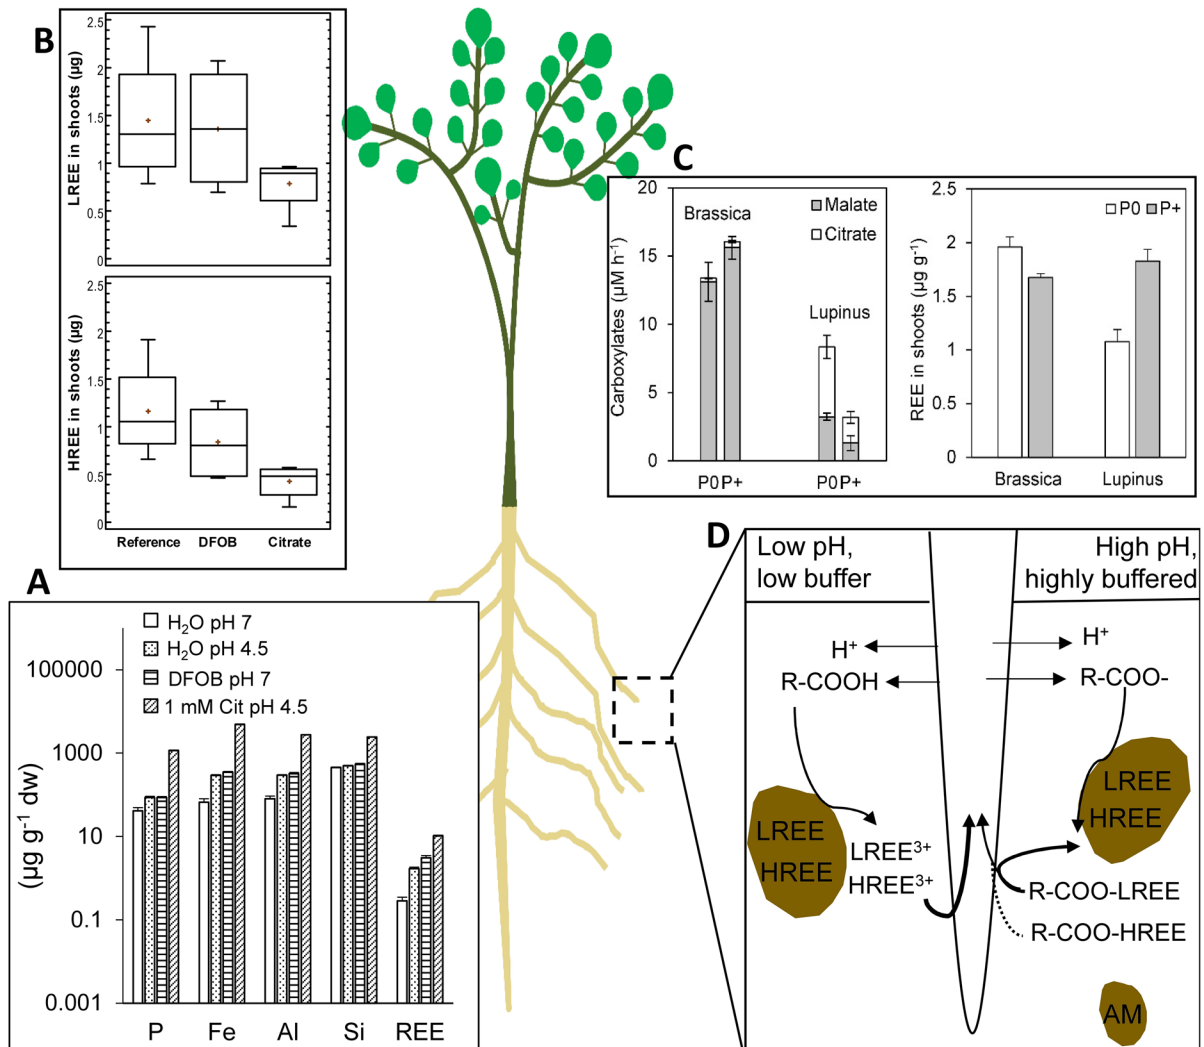 B
LREE in shoots (µg)
2.5
2
1.5
1
0.5
0
HREE in shoots (µg)
2.5
2
1.5
1
0.5
0
Reference DFOB Citrate
C
Carboxylates (µM h⁻¹)
20
15
10
5
0
Brassica
Malate
Citrate
Lupinus
P0 P+ P0 P+
REE in shoots (µg g⁻¹)
2.5
2
1.5
1
0.5
0
P0 P+
Brassica Lupinus
A
H₂O pH 7
H₂O pH 4.5
DFOB pH 7
1 mM Cit pH 4.5
(µg g⁻¹ dw)
100000
1000
10
0.1
0.001
P Fe Al Si REE
D
Low pH,
low buffer
High pH,
highly buffered
H⁺
R-COOH
H⁺
R-COO-
LREE
HREE
LREE³⁺
HREE³⁺
LREE
HREE
R-COO-LREE
R-COO-HREE
AM